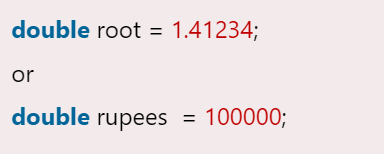 double root = 1.41234;
or
double rupees = 100000;